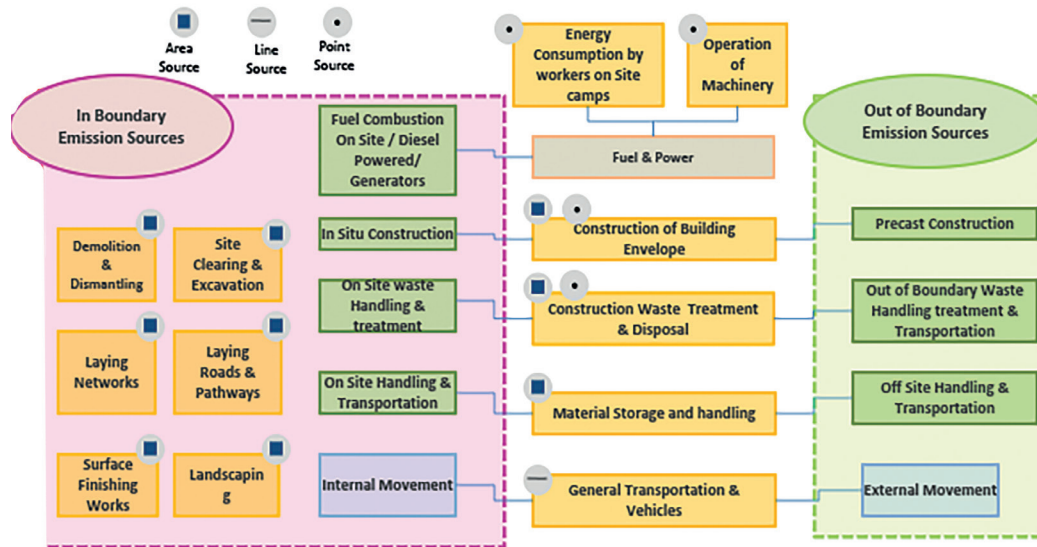 Area
Source
Line
Source
Point
Source
Energy
Consumption by
workers on Site
camps
Operation
of
Machinery
In Boundary
Emission Sources
Out of Boundary
Emission Sources
Fuel Combustion
On Site / Diesel
Powered/
Generators
Fuel & Power
Demolition
&
Dismantling
Site
Clearing &
Excavation
In Situ Construction
Construction of Building
Envelope
Precast Construction
On Site waste
Handling &
treatment
Construction Waste Treatment
& Disposal
Out of Boundary Waste
Handling treatment &
Transportation
Laying
Networks
Laying
Roads &
Pathways
On Site Handling &
Transportation
Material Storage and handling
Off Site Handling &
Transportation
Surface
Finishing
Works
Landscapin
g
Internal Movement
General Transportation &
Vehicles
External Movement